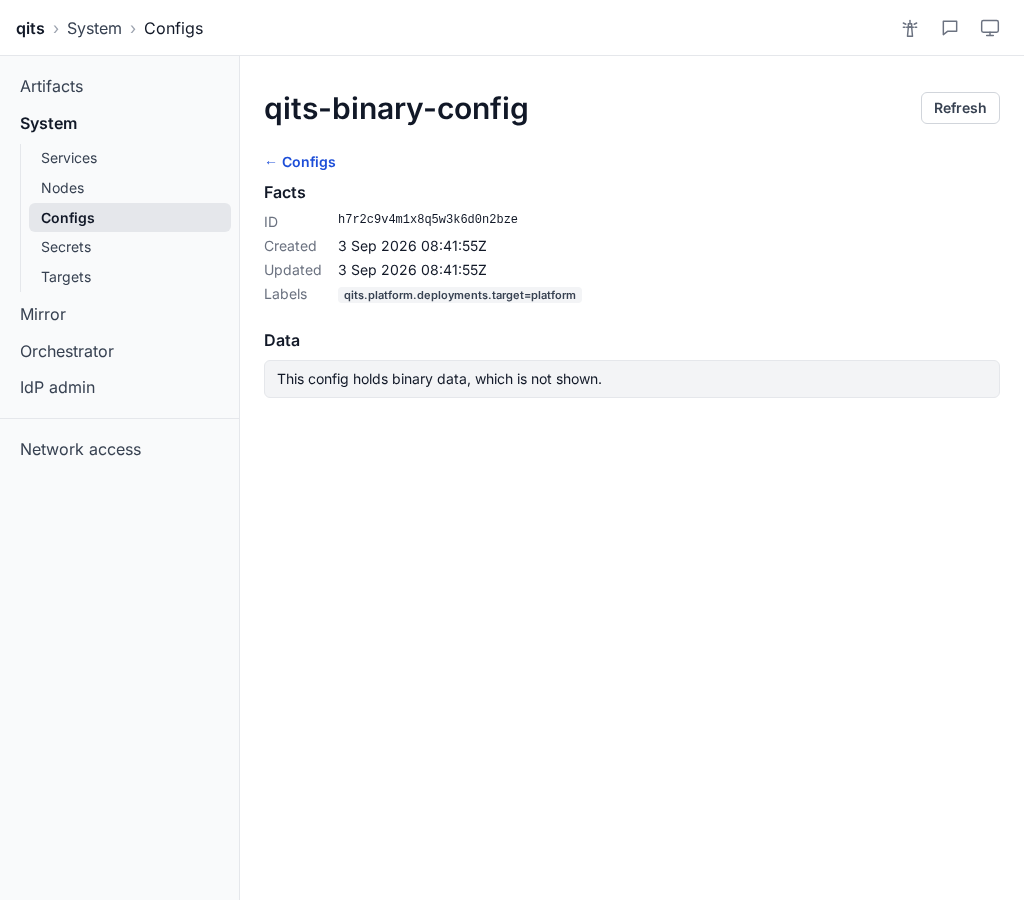 qits › System › Configs
Artifacts
System
Services
Nodes
Configs
Secrets
Targets
Mirror
Orchestrator
IdP admin
Network access
qits-binary-config
Refresh
← Configs
Facts
ID h7r2c9v4m1x8q5w3k6d0n2bze
Created 3 Sep 2026 08:41:55Z
Updated 3 Sep 2026 08:41:55Z
Labels qits.platform.deployments.target=platform
Data
This config holds binary data, which is not shown.